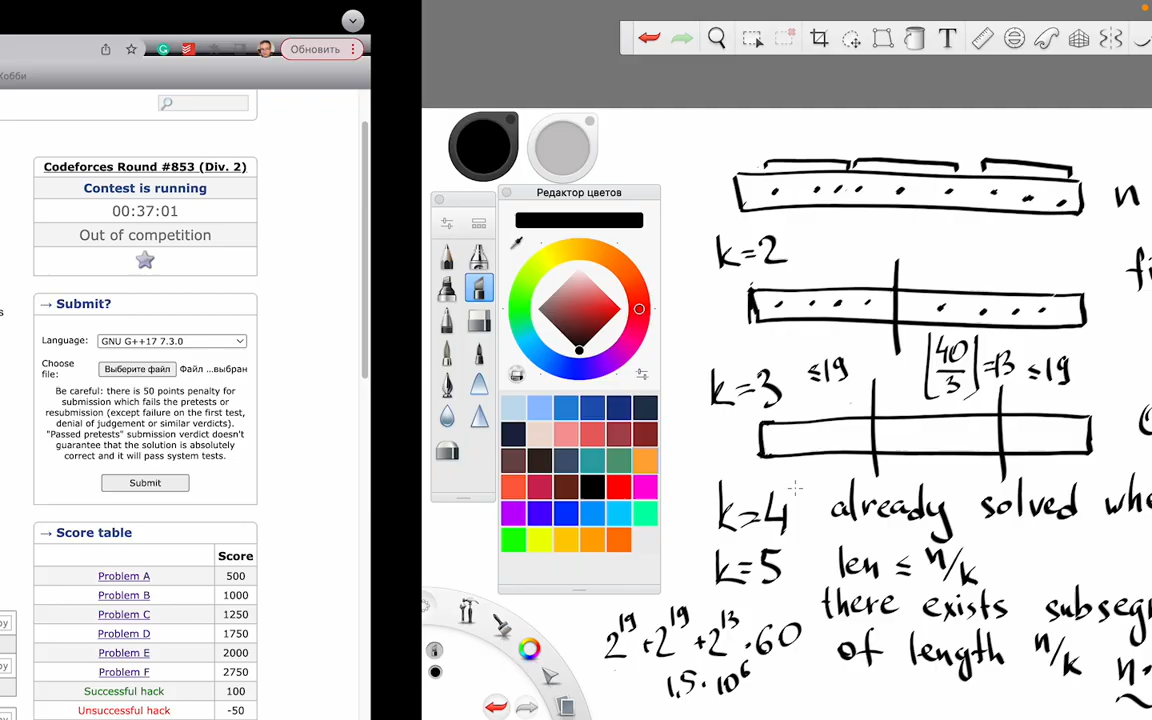 Обновить
Хобби
Codeforces Round #853 (Div. 2)
Contest is running
00:37:01
Out of competition
→ Submit?
Language:
GNU G++17 7.3.0
Choose file:
Выберите файл
Файл ...выбран
Be careful: there is 50 points penalty for
submission which fails the pretests or
resubmission (except failure on the first test,
denial of judgement or similar verdicts).
"Passed pretests" submission verdict doesn't
guarantee that the solution is absolutely
correct and it will pass system tests.
Submit
→ Score table
Score
Problem A 500
Problem B 1000
Problem C 1250
Problem D 1750
Problem E 2000
Problem F 2750
Successful hack 100
Unsuccessful hack -50
Редактор цветов
T
n
k=2
k=3 ≤19 ⌊40/3⌋=13 ≤19
k=4 already solved
k=5 len ≤ n/k
there exists
of length n/k
2^19+2^19+2^13·60
1,5·10^6